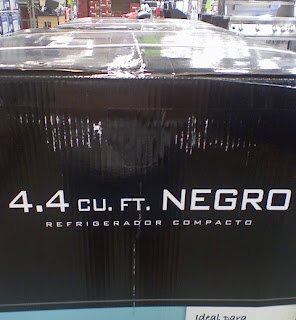 4.4 CU. FT. NEGRO
REFRIGERADOR COMPACTO
Ideal para